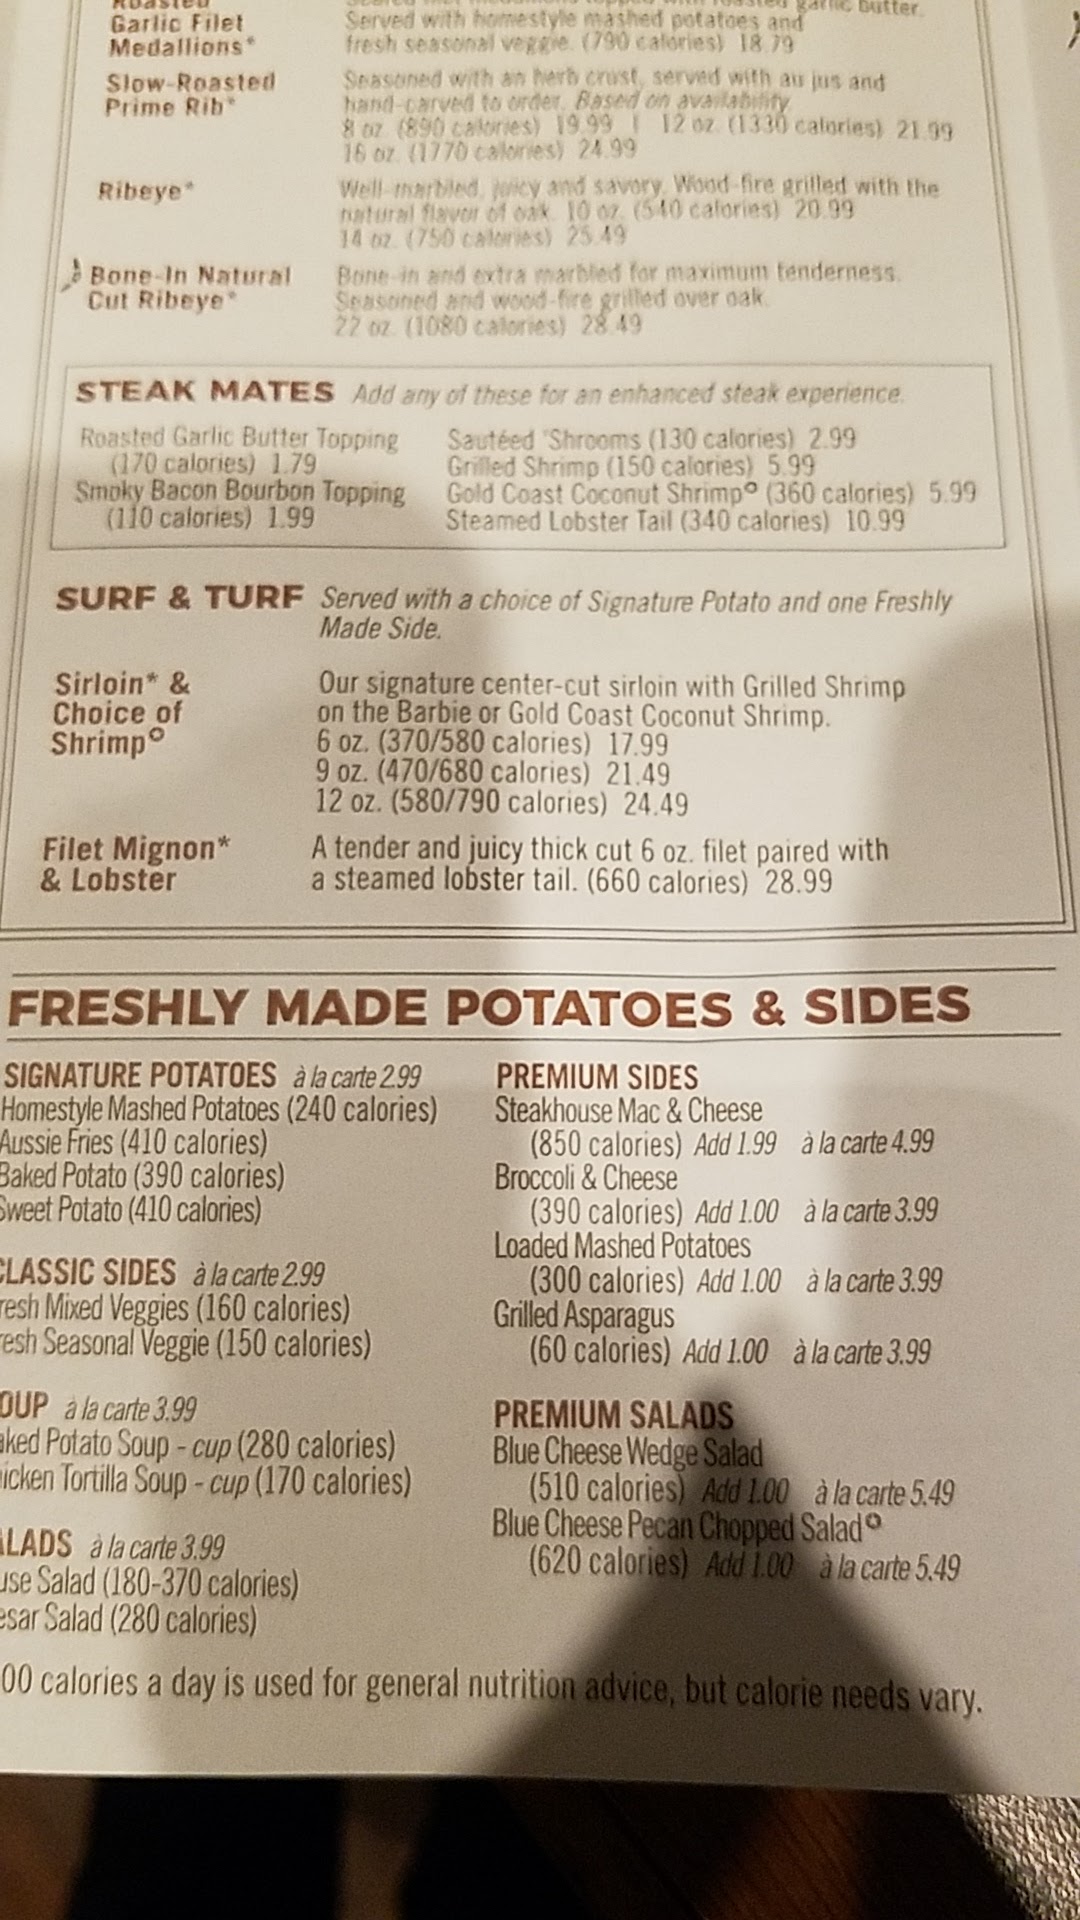 Roasted
Garlic Filet
Medallions*
garlic butter.
Served with homestyle mashed potatoes and
fresh seasonal veggie. (790 calories) 18.79
Slow-Roasted
Prime Rib*
Seasoned with an herb crust, served with au jus and
hand-carved to order. Based on availability.
8 oz. (890 calories) 19.99 | 12 oz. (1330 calories) 21.99
16 oz. (1770 calories) 24.99
Ribeye*
Well-marbled, juicy and savory. Wood-fire grilled with the
natural flavor of oak. 10 oz. (540 calories) 20.99
14 oz. (750 calories) 25.49
Bone-In Natural
Cut Ribeye*
Bone-in and extra marbled for maximum tenderness.
Seasoned and wood-fire grilled over oak.
22 oz. (1080 calories) 28.49
STEAK MATES Add any of these for an enhanced steak experience.
Roasted Garlic Butter Topping
(170 calories) 1.79
Smoky Bacon Bourbon Topping
(110 calories) 1.99
Sautéed 'Shrooms (130 calories) 2.99
Grilled Shrimp (150 calories) 5.99
Gold Coast Coconut Shrimp✪ (360 calories) 5.99
Steamed Lobster Tail (340 calories) 10.99
SURF & TURF Served with a choice of Signature Potato and one Freshly
Made Side.
Sirloin* &
Choice of
Shrimp✪
Our signature center-cut sirloin with Grilled Shrimp
on the Barbie or Gold Coast Coconut Shrimp.
6 oz. (370/580 calories) 17.99
9 oz. (470/680 calories) 21.49
12 oz. (580/790 calories) 24.49
Filet Mignon*
& Lobster
A tender and juicy thick cut 6 oz. filet paired with
a steamed lobster tail. (660 calories) 28.99
FRESHLY MADE POTATOES & SIDES
SIGNATURE POTATOES à la carte 2.99
Homestyle Mashed Potatoes (240 calories)
Aussie Fries (410 calories)
Baked Potato (390 calories)
Sweet Potato (410 calories)
CLASSIC SIDES à la carte 2.99
resh Mixed Veggies (160 calories)
resh Seasonal Veggie (150 calories)
OUP à la carte 3.99
aked Potato Soup - cup (280 calories)
icken Tortilla Soup - cup (170 calories)
ALADS à la carte 3.99
use Salad (180-370 calories)
esar Salad (280 calories)
PREMIUM SIDES
Steakhouse Mac & Cheese
(850 calories) Add 1.99 à la carte 4.99
Broccoli & Cheese
(390 calories) Add 1.00 à la carte 3.99
Loaded Mashed Potatoes
(300 calories) Add 1.00 à la carte 3.99
Grilled Asparagus
(60 calories) Add 1.00 à la carte 3.99
PREMIUM SALADS
Blue Cheese Wedge Salad
(510 calories) Add 1.00 à la carte 5.49
Blue Cheese Pecan Chopped Salad✪
(620 calories) Add 1.00 à la carte 5.49
00 calories a day is used for general nutrition advice, but calorie needs vary.